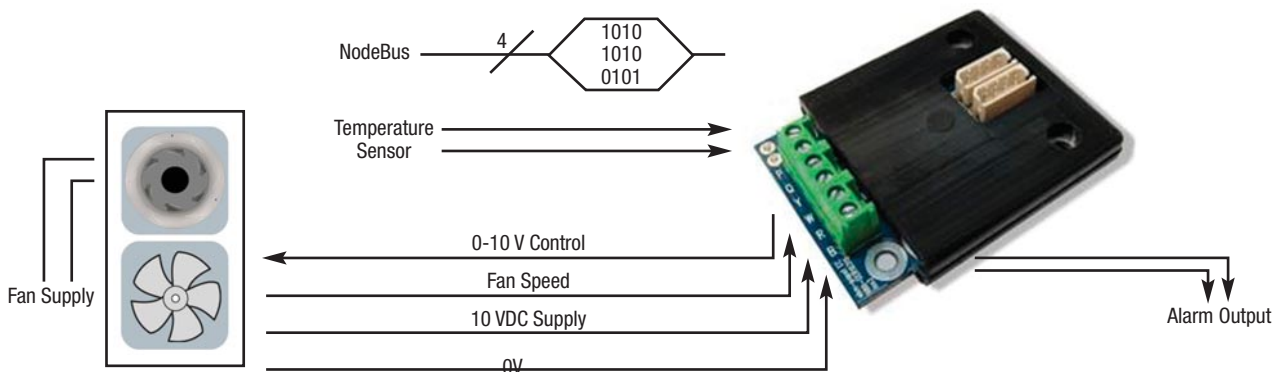 NodeBus
4
1010
1010
0101
Temperature
Sensor
0-10 V Control
Fan Speed
10 VDC Supply
0V
Fan Supply
Alarm Output